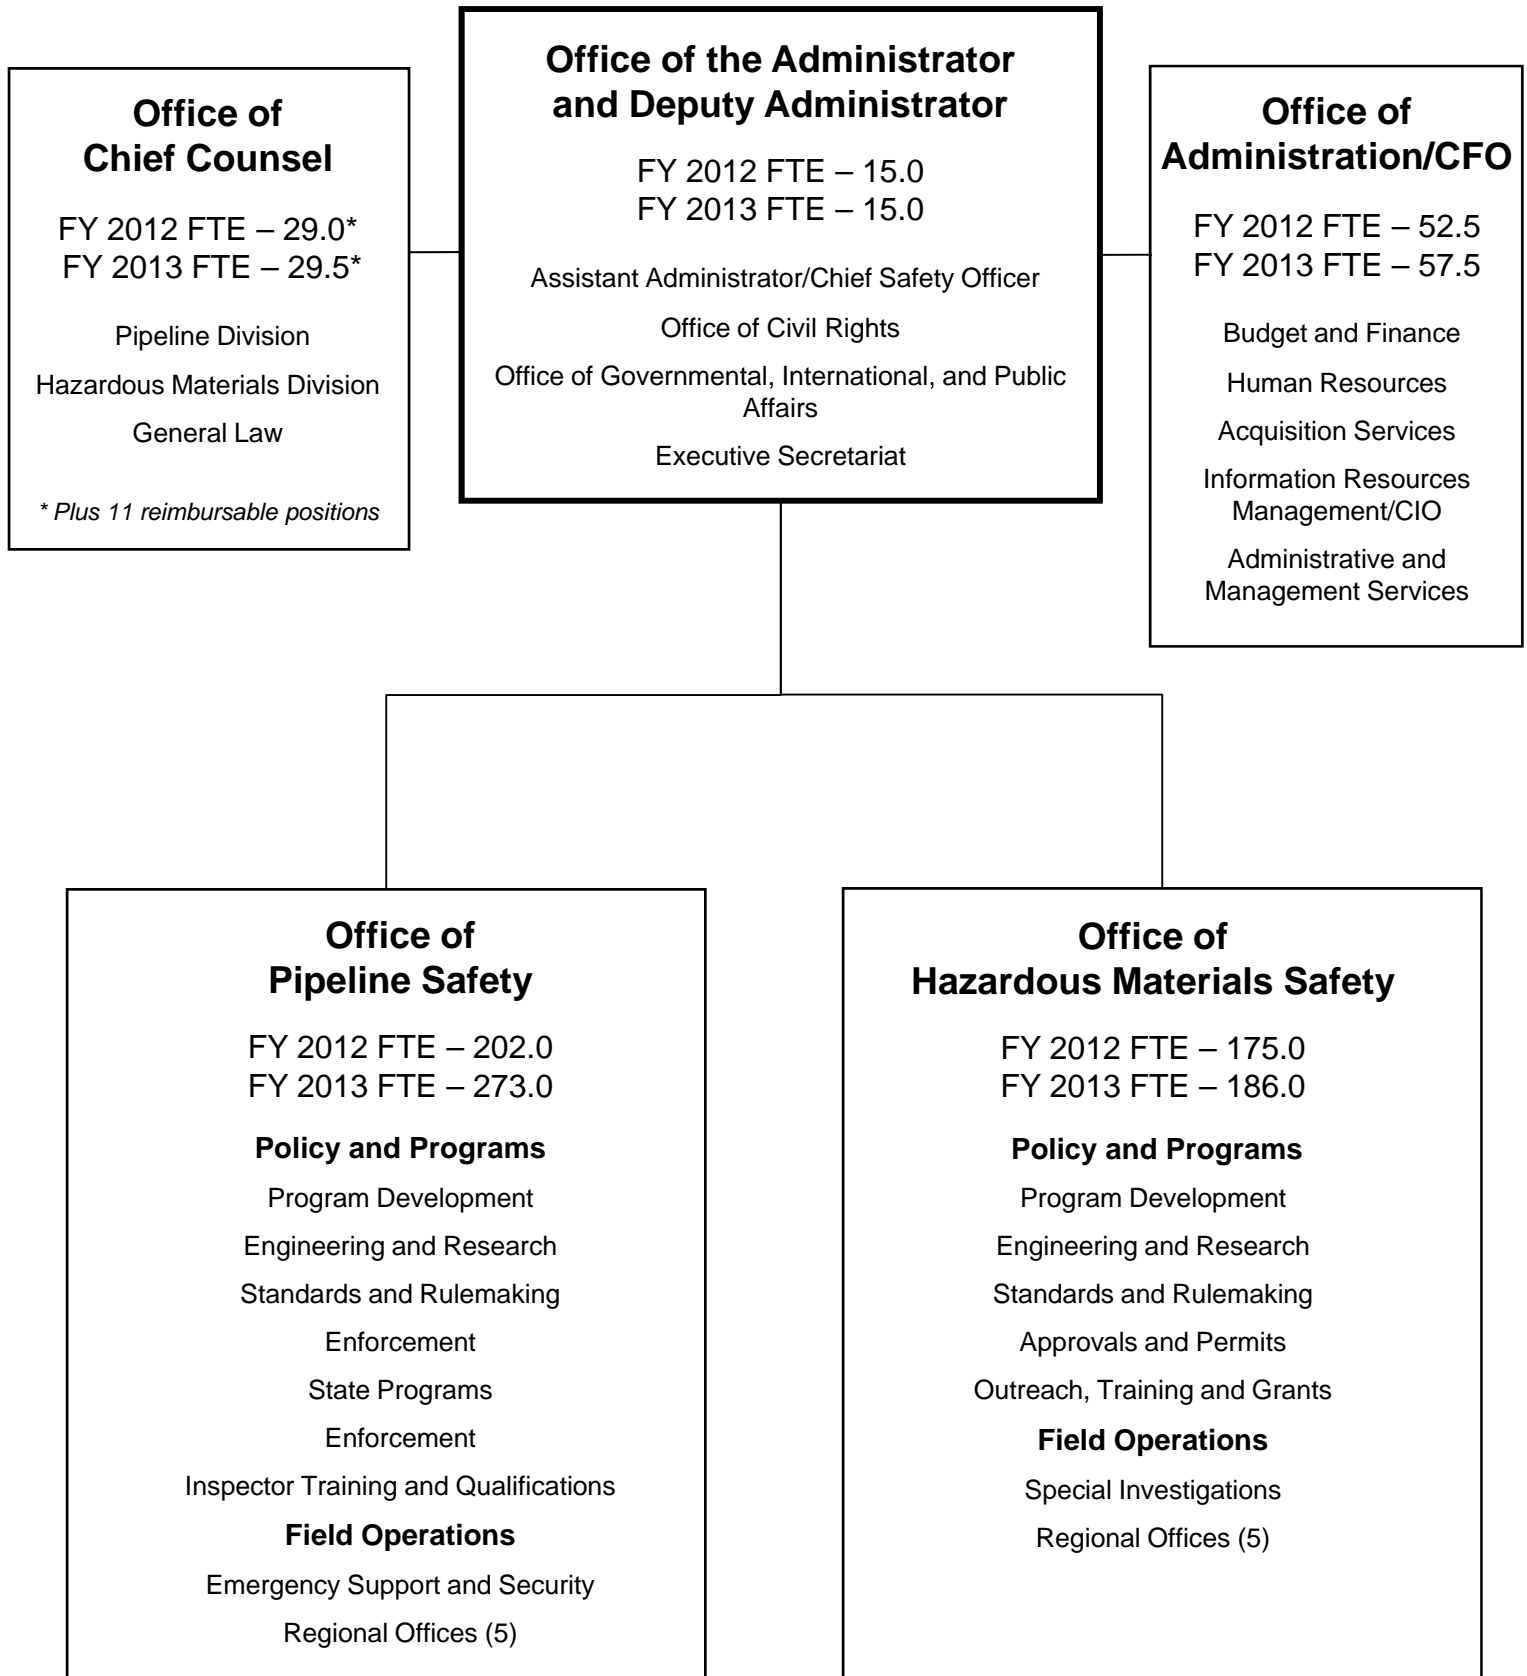 Office of the Administrator
and Deputy Administrator
FY 2012 FTE – 15.0
FY 2013 FTE – 15.0
Assistant Administrator/Chief Safety Officer
Office of Civil Rights
Office of Governmental, International, and Public
Affairs
Executive Secretariat
Office of
Chief Counsel
FY 2012 FTE – 29.0*
FY 2013 FTE – 29.5*
Pipeline Division
Hazardous Materials Division
General Law
* Plus 11 reimbursable positions
Office of
Administration/CFO
FY 2012 FTE – 52.5
FY 2013 FTE – 57.5
Budget and Finance
Human Resources
Acquisition Services
Information Resources
Management/CIO
Administrative and
Management Services
Office of
Pipeline Safety
FY 2012 FTE – 202.0
FY 2013 FTE – 273.0
Policy and Programs
Program Development
Engineering and Research
Standards and Rulemaking
Enforcement
State Programs
Enforcement
Inspector Training and Qualifications
Field Operations
Emergency Support and Security
Regional Offices (5)
Office of
Hazardous Materials Safety
FY 2012 FTE – 175.0
FY 2013 FTE – 186.0
Policy and Programs
Program Development
Engineering and Research
Standards and Rulemaking
Approvals and Permits
Outreach, Training and Grants
Field Operations
Special Investigations
Regional Offices (5)